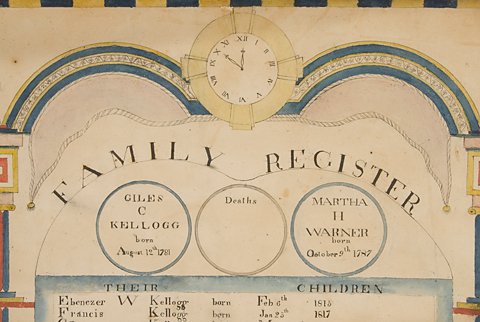 XII
FAMILY REGISTER
GILES
C
KELLOGG
born
August 12th 1781
Deaths
MARTHA
H
WARNER
born
October 9th 1787
THEIR CHILDREN
Ebenezer W Kellogg born Feb 6th 1815
Francis Kellogg born Jan 25th 1817